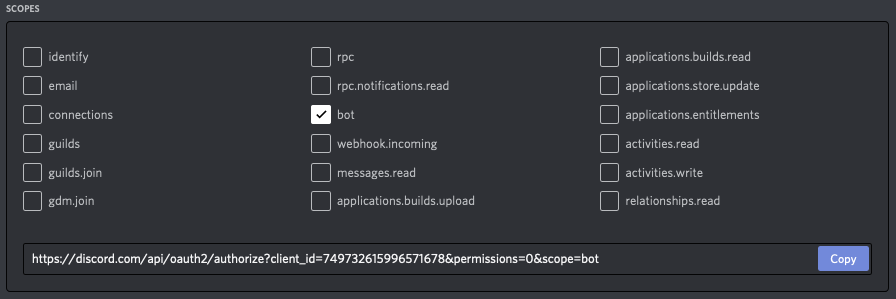 SCOPES
identify
rpc
applications.builds.read
email
rpc.notifications.read
applications.store.update
connections
bot
applications.entitlements
guilds
webhook.incoming
activities.read
guilds.join
messages.read
activities.write
gdm.join
applications.builds.upload
relationships.read
https://discord.com/api/oauth2/authorize?client_id=749732615996571678&permissions=0&scope=bot
Copy